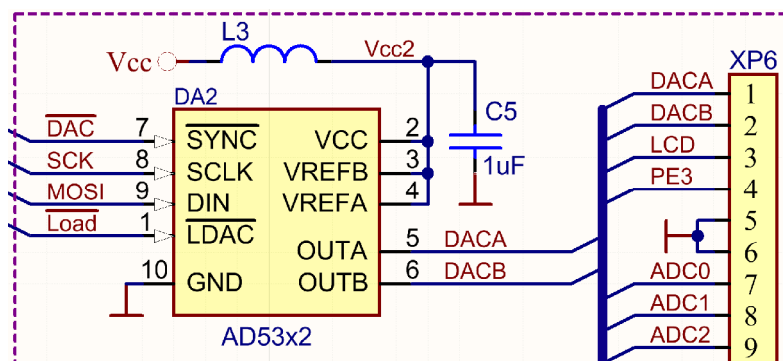 L3
Vcc
Vcc2
XP6
DA2
C5
1uF
DAC 7 SYNC VCC 2
SCK 8 SCLK VREFB 3
MOSI 9 DIN VREFA 4
Load 1 LDAC
OUTA 5 DACA
10 GND OUTB 6 DACB
AD53x2
DACA 1
DACB 2
LCD 3
PE3 4
5
6
ADC0 7
ADC1 8
ADC2 9